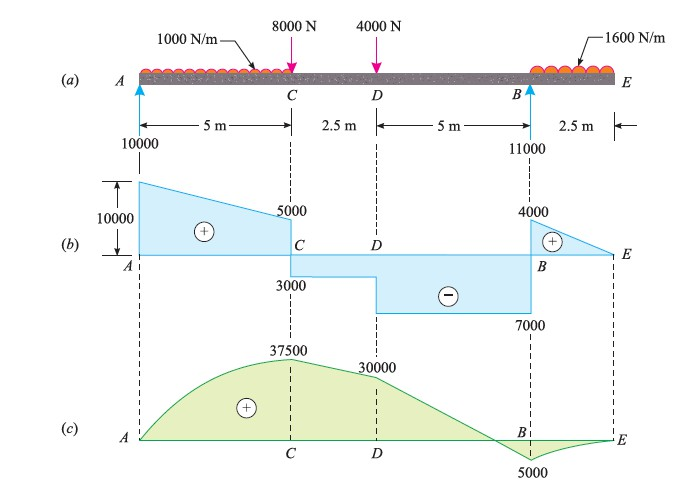 8000 N 4000 N
1000 N/m 1600 N/m
(a) A E
C D B
5 m 2.5 m 5 m 2.5 m
10000 11000
5000 4000
10000 +
(b) + C D
A B E
3000 −
7000
37500
30000
+
(c) A B E
C D
5000